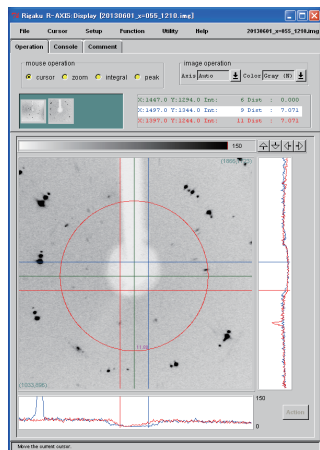 Rigaku R-AXIS Display [20130601_x=055_1210.img]
File Cursor Setup Function Utility Help 20130601_x=055_1210.img
Operation Console Comment
mouse operation
cursor zoom integral peak
image operation
Axis Auto Color Gray (N)
X:1447.0 Y:1294.0 Int: 6 Dist : 0.000
X:1497.0 Y:1344.0 Int: 9 Dist : 7.071
X:1397.0 Y:1244.0 Int: 11 Dist : 7.071
150
150
0
Action
Move the current cursor.